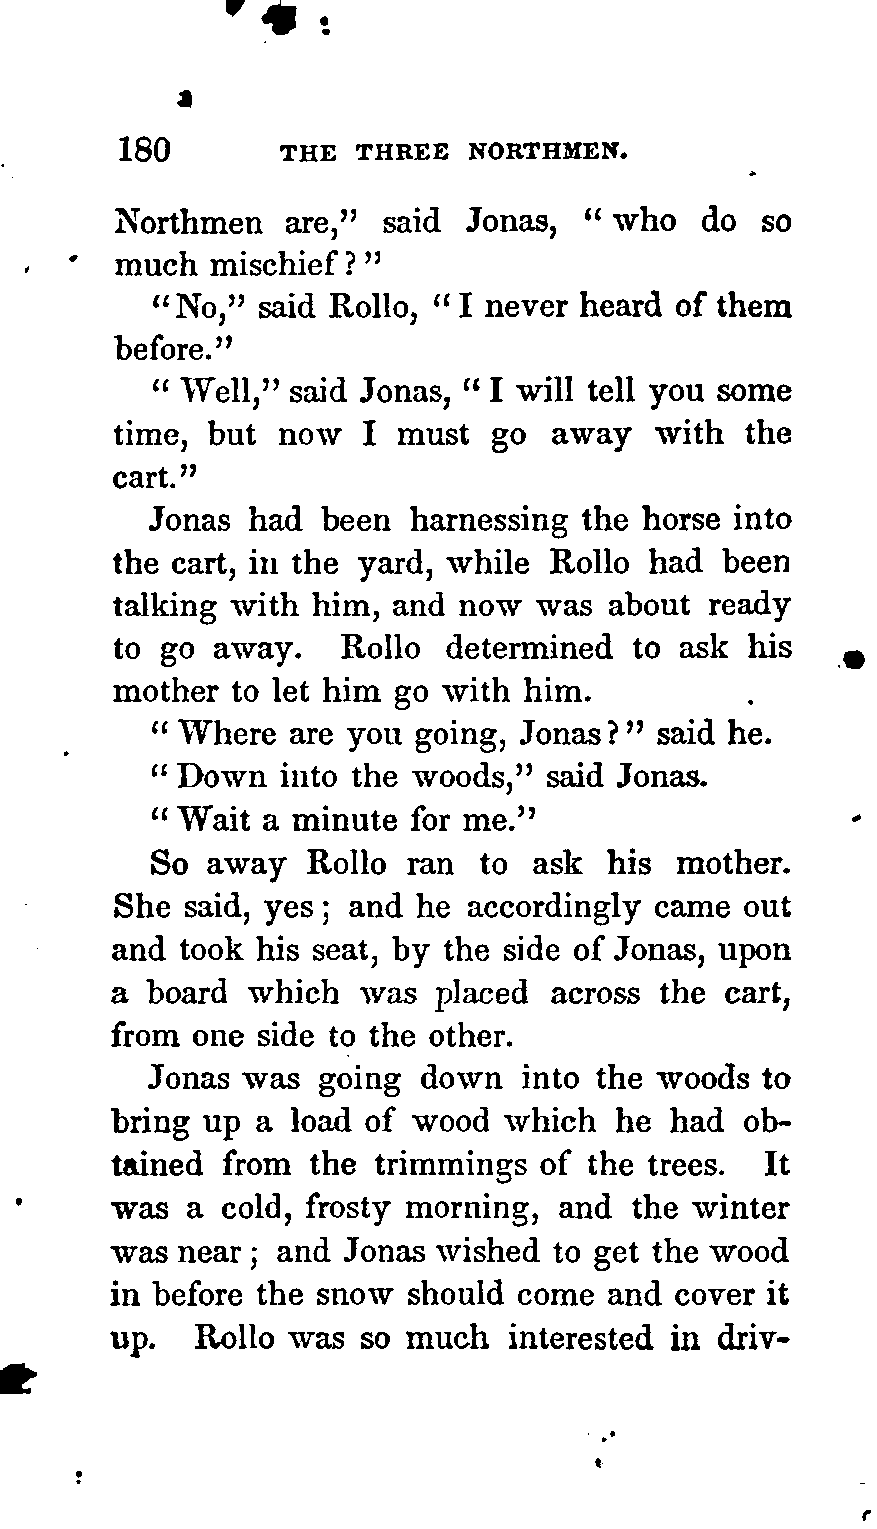 180 THE THREE NORTHMEN.
Northmen are,” said Jonas, “ who do so
much mischief ? ”
“ No,” said Rollo, “ I never heard of them
before.”
“ Well,” said Jonas, “ I will tell you some
time, but now I must go away with the
cart.”
Jonas had been harnessing the horse into
the cart, in the yard, while Rollo had been
talking with him, and now was about ready
to go away. Rollo determined to ask his
mother to let him go with him.
“ Where are you going, Jonas ? ” said he.
“ Down into the woods,” said Jonas.
“ Wait a minute for me.”
So away Rollo ran to ask his mother.
She said, yes ; and he accordingly came out
and took his seat, by the side of Jonas, upon
a board which was placed across the cart,
from one side to the other.
Jonas was going down into the woods to
bring up a load of wood which he had ob-
tained from the trimmings of the trees. It
was a cold, frosty morning, and the winter
was near ; and Jonas wished to get the wood
in before the snow should come and cover it
up. Rollo was so much interested in driv-